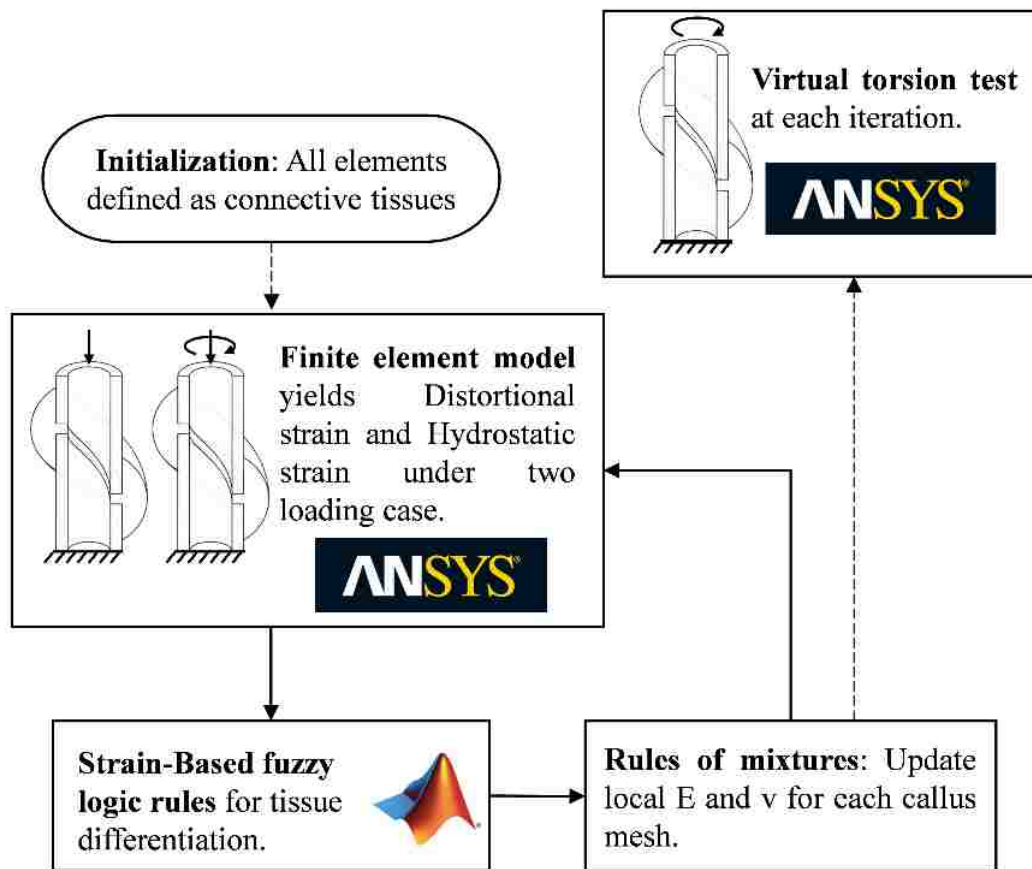 Initialization: All elements
defined as connective tissues
Virtual torsion test
at each iteration.
ANSYS®
Finite element model
yields Distortional
strain and Hydrostatic
strain under two
loading case.
ANSYS®
Strain-Based fuzzy
logic rules for tissue
differentiation.
Rules of mixtures: Update
local E and v for each callus
mesh.